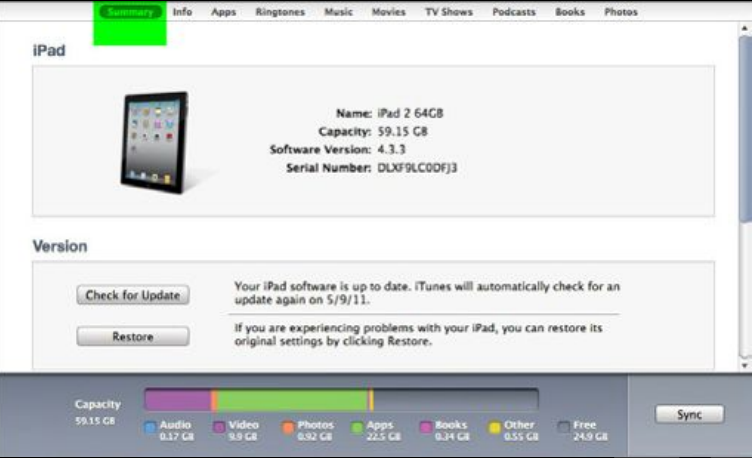 Summary Info Apps Ringtones Music Movies TV Shows Podcasts Books Photos
iPad
Name: iPad 2 64GB
Capacity: 59.15 GB
Software Version: 4.3.3
Serial Number: DLXF9LC0DFJ3
Version
Check for Update
Your iPad software is up to date. iTunes will automatically check for an
update again on 5/9/11.
Restore
If you are experiencing problems with your iPad, you can restore its
original settings by clicking Restore.
Capacity
59.15 GB
Audio
0.17 GB
Video
9.9 GB
Photos
0.92 GB
Apps
22.5 GB
Books
0.34 GB
Other
0.55 GB
Free
24.9 GB
Sync